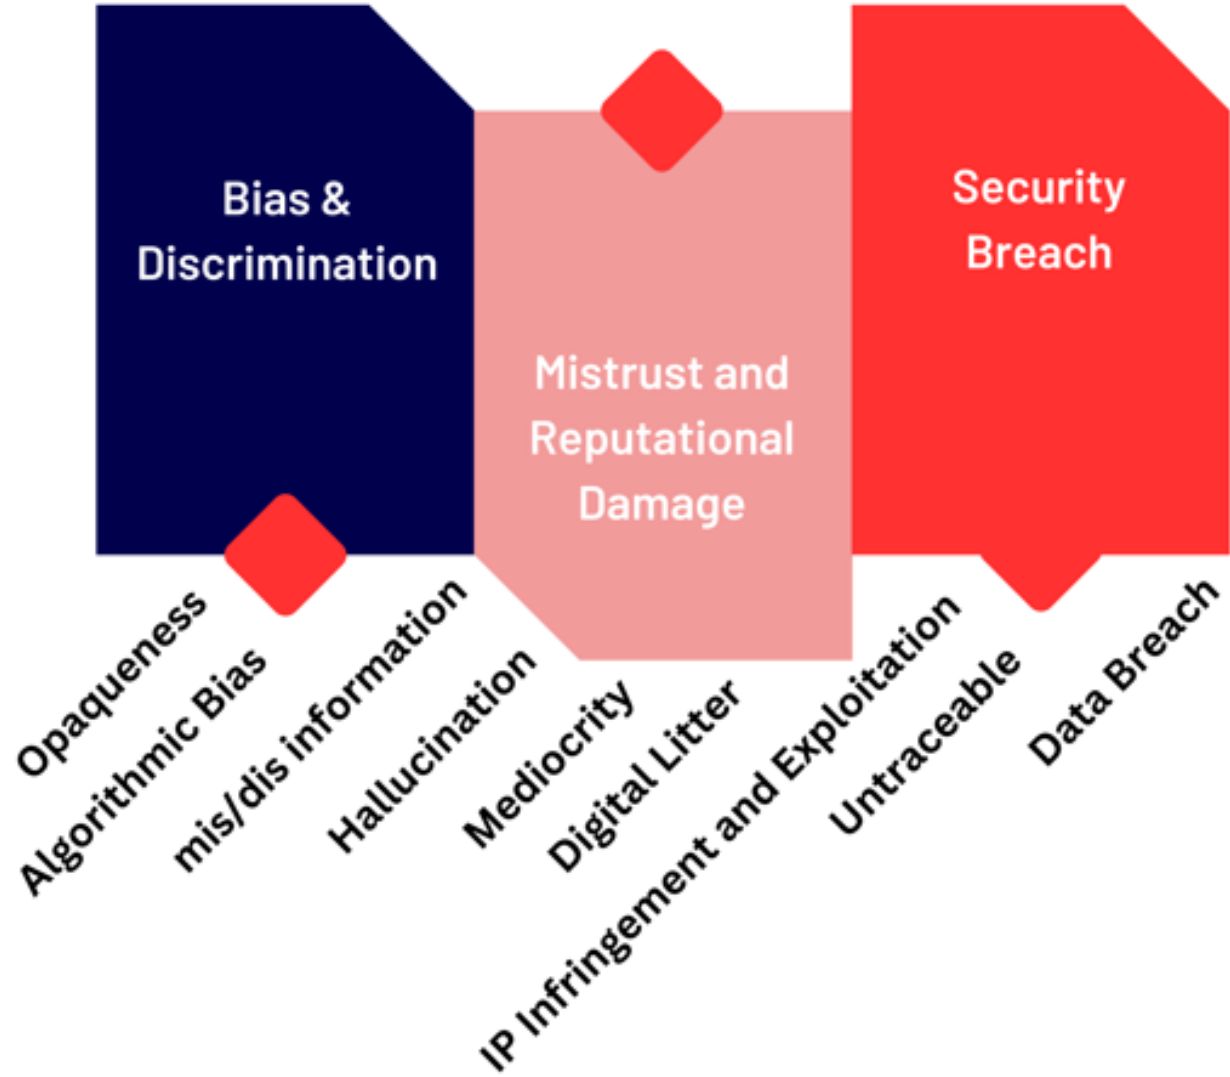 Bias &
Discrimination
Mistrust and
Reputational
Damage
Security
Breach
Opaqueness
Algorithmic Bias
mis/dis information
Hallucination
Mediocrity
Digital Litter
IP Infringement and Exploitation
Untraceable
Data Breach